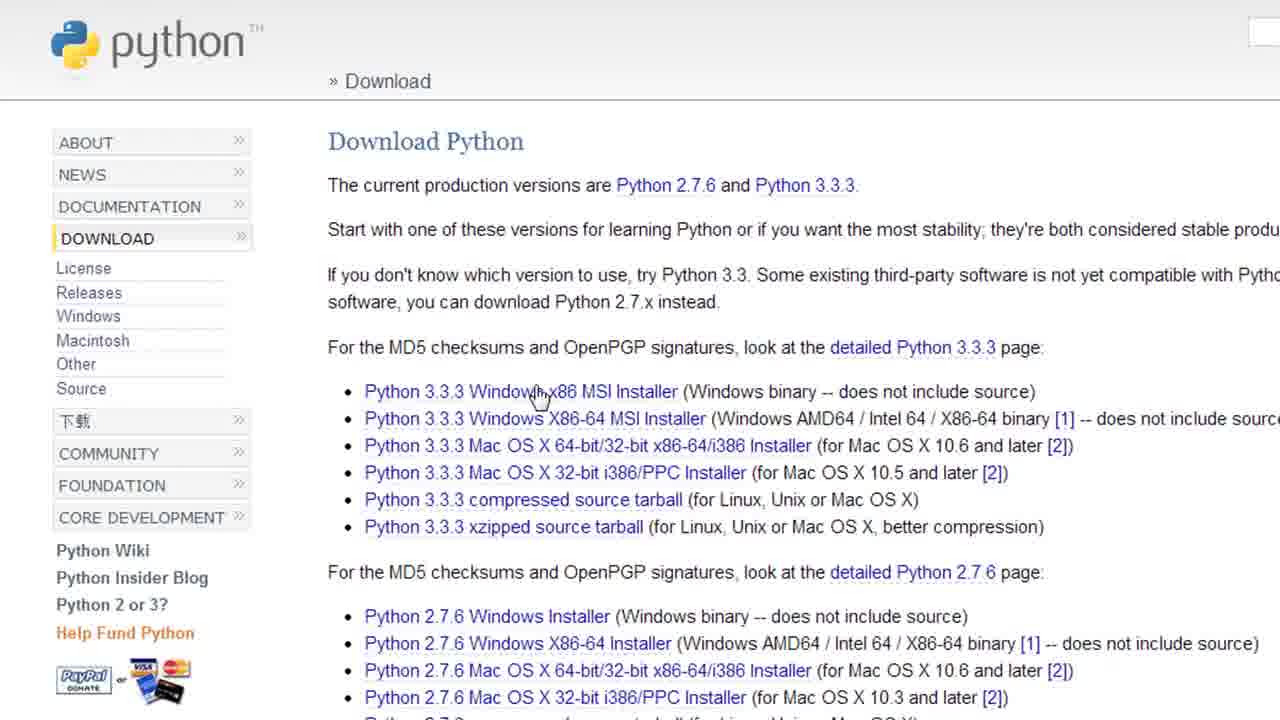 python TM
» Download
ABOUT »
NEWS »
DOCUMENTATION »
DOWNLOAD »
License
Releases
Windows
Macintosh
Other
Source
下载 »
COMMUNITY »
FOUNDATION »
CORE DEVELOPMENT »
Python Wiki
Python Insider Blog
Python 2 or 3?
Help Fund Python
PayPal
DONATE
or
VISA
MasterCard
Download Python
The current production versions are Python 2.7.6 and Python 3.3.3.
Start with one of these versions for learning Python or if you want the most stability; they're both considered stable produ
If you don't know which version to use, try Python 3.3. Some existing third-party software is not yet compatible with Pytho
software, you can download Python 2.7.x instead.
For the MD5 checksums and OpenPGP signatures, look at the detailed Python 3.3.3 page:
• Python 3.3.3 Windows x86 MSI Installer (Windows binary -- does not include source)
• Python 3.3.3 Windows X86-64 MSI Installer (Windows AMD64 / Intel 64 / X86-64 binary [1] -- does not include source
• Python 3.3.3 Mac OS X 64-bit/32-bit x86-64/i386 Installer (for Mac OS X 10.6 and later [2])
• Python 3.3.3 Mac OS X 32-bit i386/PPC Installer (for Mac OS X 10.5 and later [2])
• Python 3.3.3 compressed source tarball (for Linux, Unix or Mac OS X)
• Python 3.3.3 xzipped source tarball (for Linux, Unix or Mac OS X, better compression)
For the MD5 checksums and OpenPGP signatures, look at the detailed Python 2.7.6 page:
• Python 2.7.6 Windows Installer (Windows binary -- does not include source)
• Python 2.7.6 Windows X86-64 Installer (Windows AMD64 / Intel 64 / X86-64 binary [1] -- does not include source)
• Python 2.7.6 Mac OS X 64-bit/32-bit x86-64/i386 Installer (for Mac OS X 10.6 and later [2])
• Python 2.7.6 Mac OS X 32-bit i386/PPC Installer (for Mac OS X 10.3 and later [2])